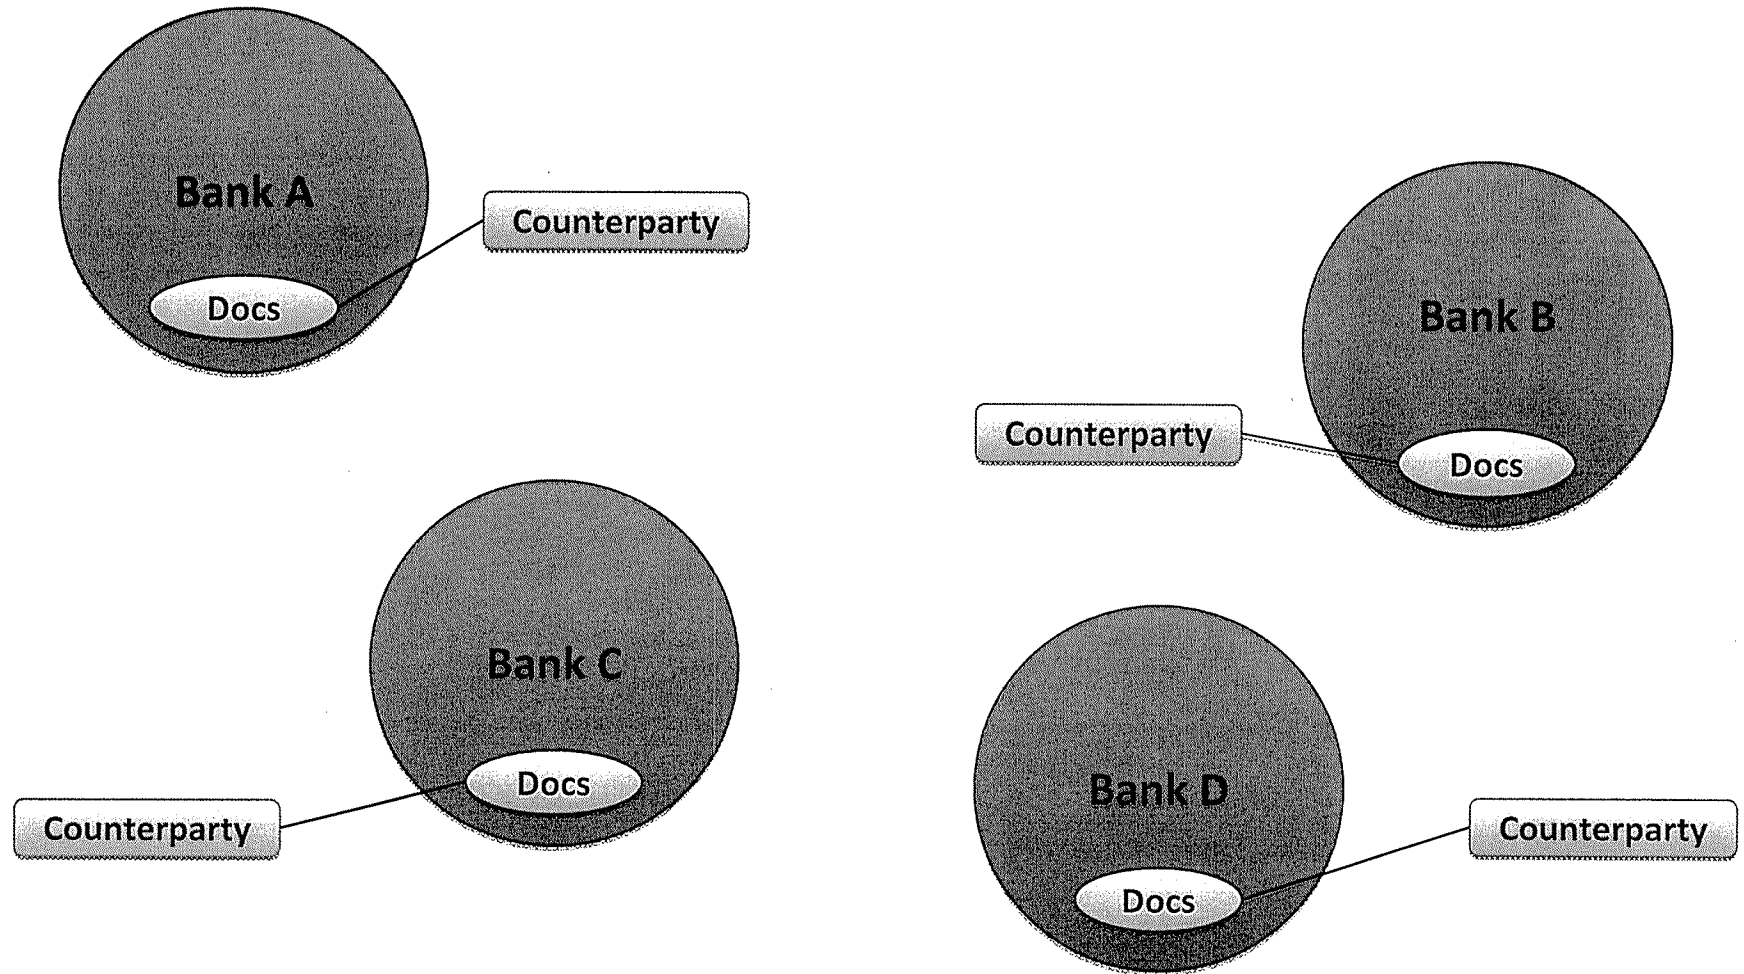 Bank A
Counterparty
Docs
Bank B
Counterparty
Docs
Bank C
Docs
Counterparty
Bank D
Counterparty
Docs